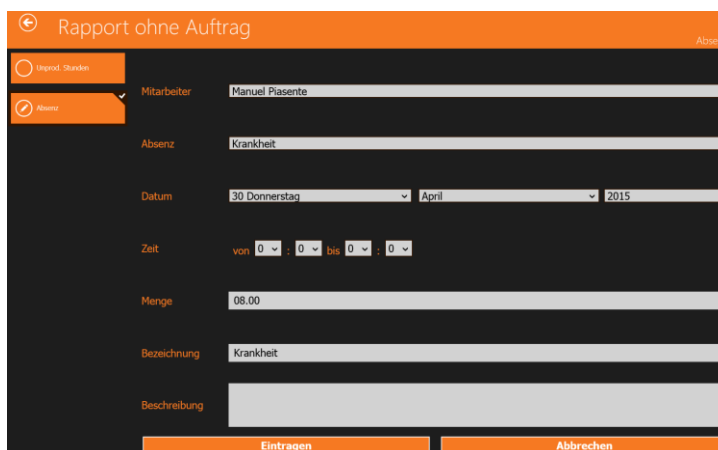 Rapport ohne Auftrag
Unprod. Stunden
Absenz
Mitarbeiter Manuel Piasente
Absenz Krankheit
Datum 30 Donnerstag April 2015
Zeit von 0 : 0 bis 0 : 0
Menge 08.00
Bezeichnung Krankheit
Beschreibung
Eintragen Abbrechen